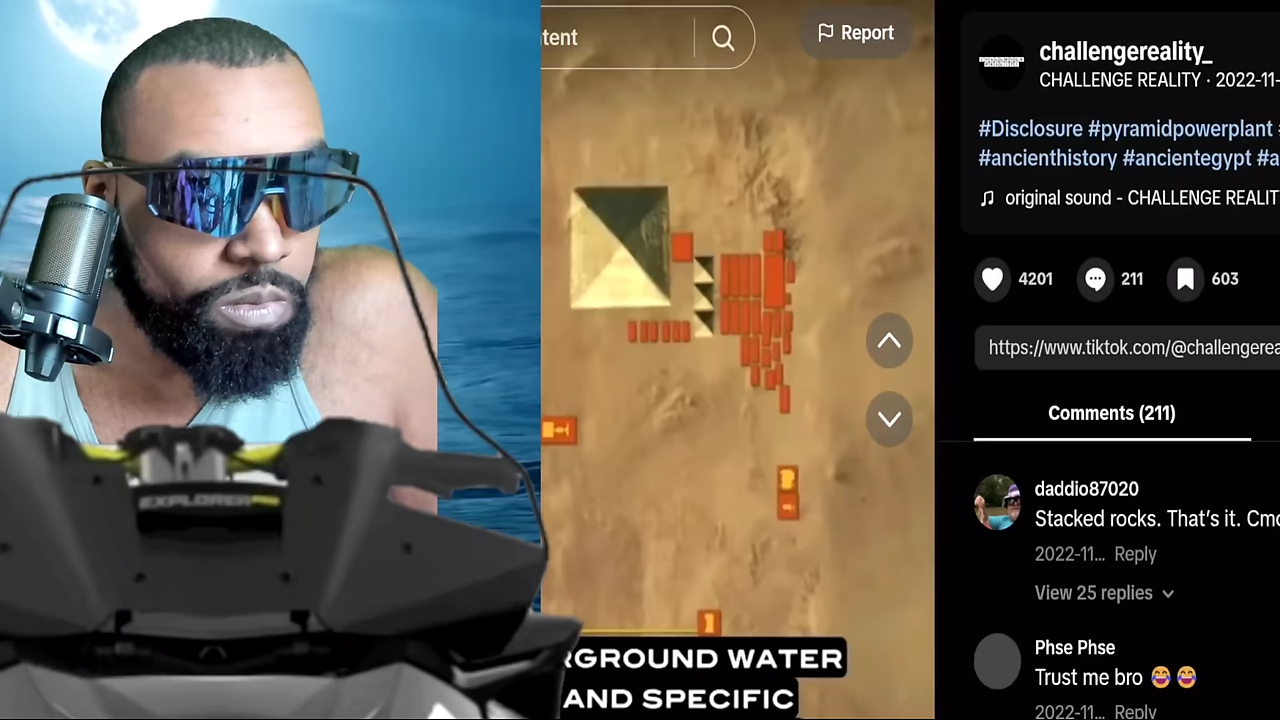 EXPLORER PRO
tent
Report
RGROUND WATER
AND SPECIFIC
challengereality_
CHALLENGE REALITY · 2022-11-
#Disclosure #pyramidpowerplant
#ancienthistory #ancientegypt #a
original sound - CHALLENGE REALIT
4201
211
603
https://www.tiktok.com/@challengerea
Comments (211)
daddio87020
Stacked rocks. That’s it. Cmo
2022-11... Reply
View 25 replies
Phse Phse
Trust me bro 😂😂
2022-11... Reply